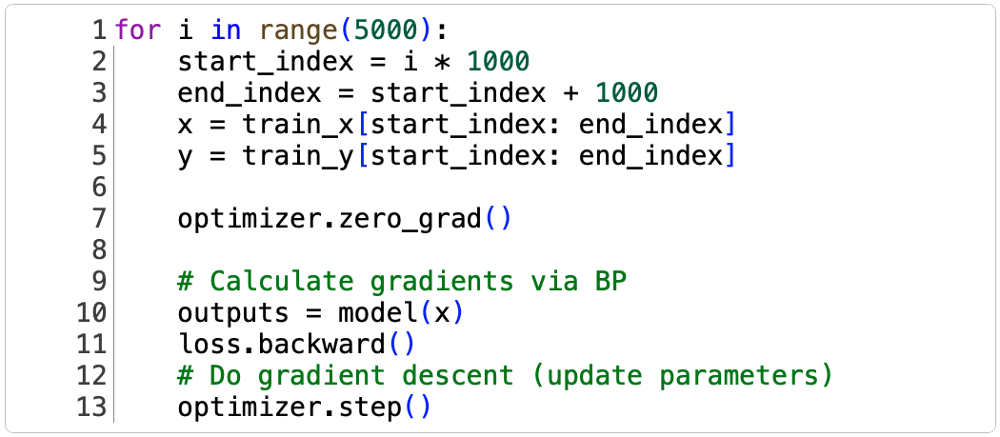 1 for i in range(5000):
2     start_index = i * 1000
3     end_index = start_index + 1000
4     x = train_x[start_index: end_index]
5     y = train_y[start_index: end_index]
6
7     optimizer.zero_grad()
8
9     # Calculate gradients via BP
10     outputs = model(x)
11     loss.backward()
12     # Do gradient descent (update parameters)
13     optimizer.step()